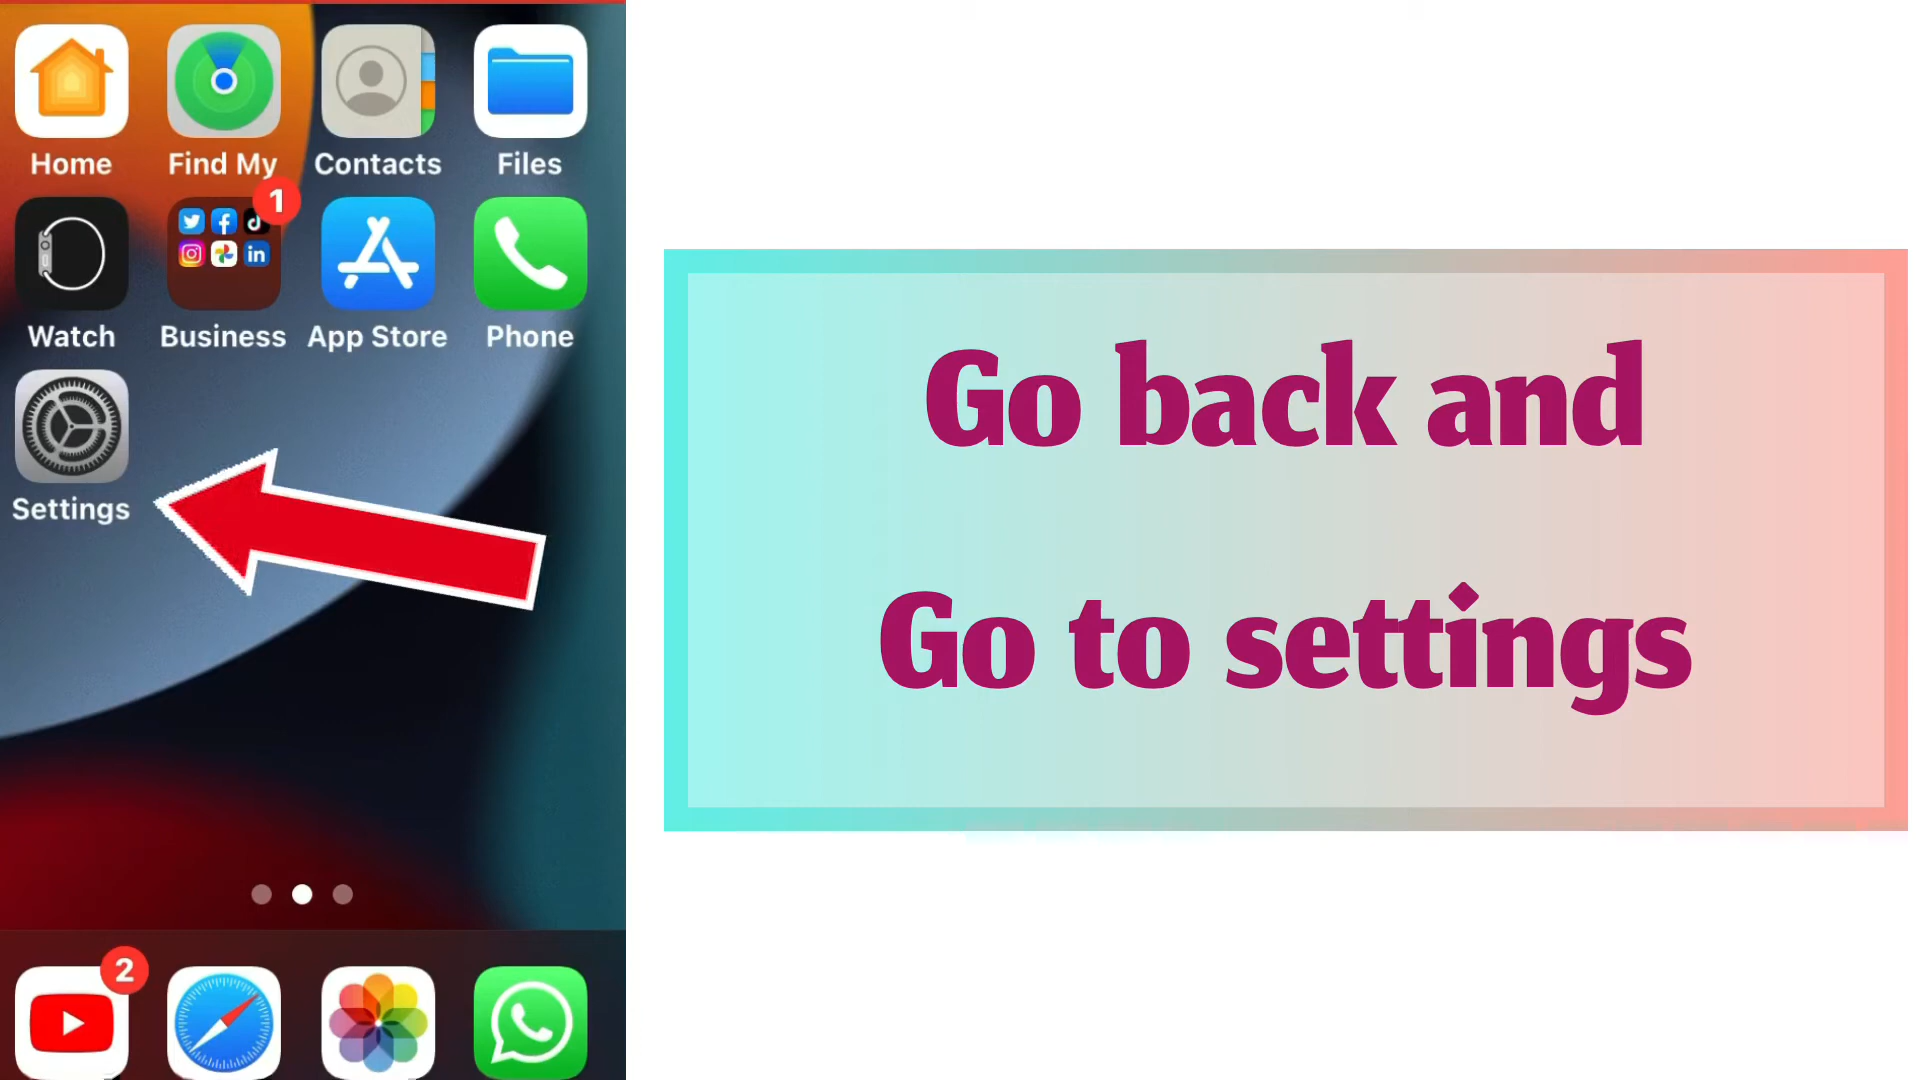 Home Find My Contacts Files
1
Watch Business App Store Phone
Settings
2
Go back and
Go to settings